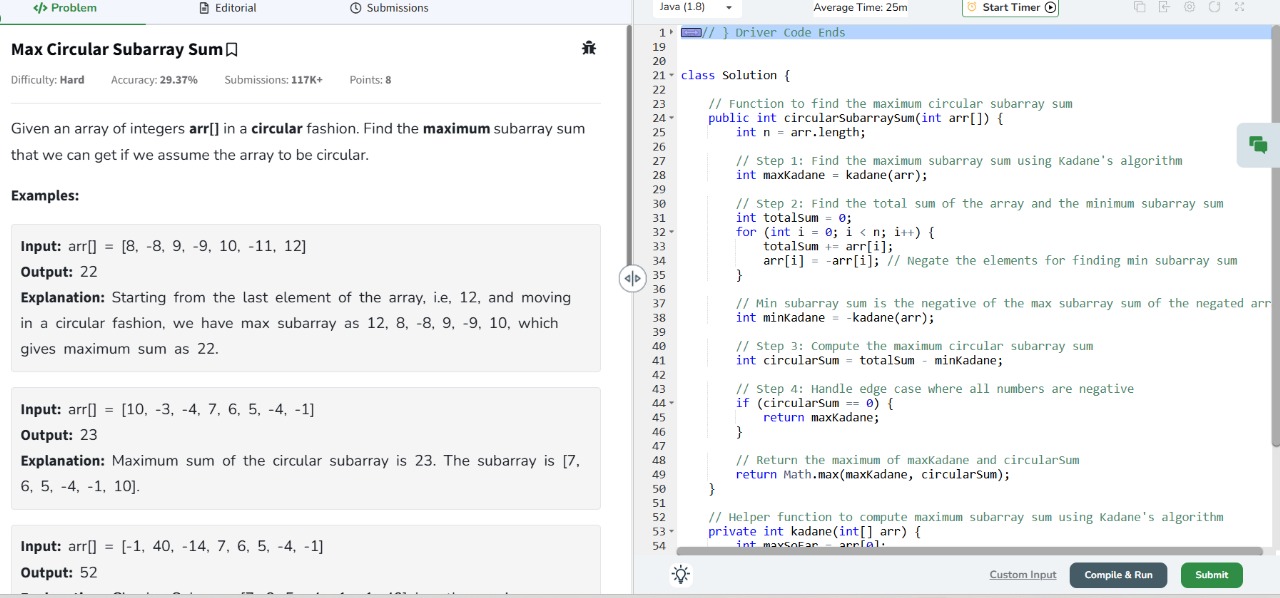 Problem
Editorial
Submissions
Max Circular Subarray Sum
Difficulty: Hard Accuracy: 29.37% Submissions: 117K+ Points: 8
Given an array of integers arr[] in a circular fashion. Find the maximum subarray sum
that we can get if we assume the array to be circular.
Examples:
Input: arr[] = [8, -8, 9, -9, 10, -11, 12]
Output: 22
Explanation: Starting from the last element of the array, i.e, 12, and moving
in a circular fashion, we have max subarray as 12, 8, -8, 9, -9, 10, which
gives maximum sum as 22.
Input: arr[] = [10, -3, -4, 7, 6, 5, -4, -1]
Output: 23
Explanation: Maximum sum of the circular subarray is 23. The subarray is [7,
6, 5, -4, -1, 10].
Input: arr[] = [-1, 40, -14, 7, 6, 5, -4, -1]
Output: 52
Java (1.8)
Average Time: 25m
Start Timer
1 // } Driver Code Ends
19
20
21 class Solution {
22
23 // Function to find the maximum circular subarray sum
24 public int circularSubarraySum(int arr[]) {
25 int n = arr.length;
26
27 // Step 1: Find the maximum subarray sum using Kadane's algorithm
28 int maxKadane = kadane(arr);
29
30 // Step 2: Find the total sum of the array and the minimum subarray sum
31 int totalSum = 0;
32 for (int i = 0; i < n; i++) {
33 totalSum += arr[i];
34 arr[i] = -arr[i]; // Negate the elements for finding min subarray sum
35 }
36
37 // Min subarray sum is the negative of the max subarray sum of the negated arr
38 int minKadane = -kadane(arr);
39
40 // Step 3: Compute the maximum circular subarray sum
41 int circularSum = totalSum - minKadane;
42
43 // Step 4: Handle edge case where all numbers are negative
44 if (circularSum == 0) {
45 return maxKadane;
46 }
47
48 // Return the maximum of maxKadane and circularSum
49 return Math.max(maxKadane, circularSum);
50 }
51
52 // Helper function to compute maximum subarray sum using Kadane's algorithm
53 private int kadane(int[] arr) {
54 int maxSoFar = arr[0];
Custom Input
Compile & Run
Submit